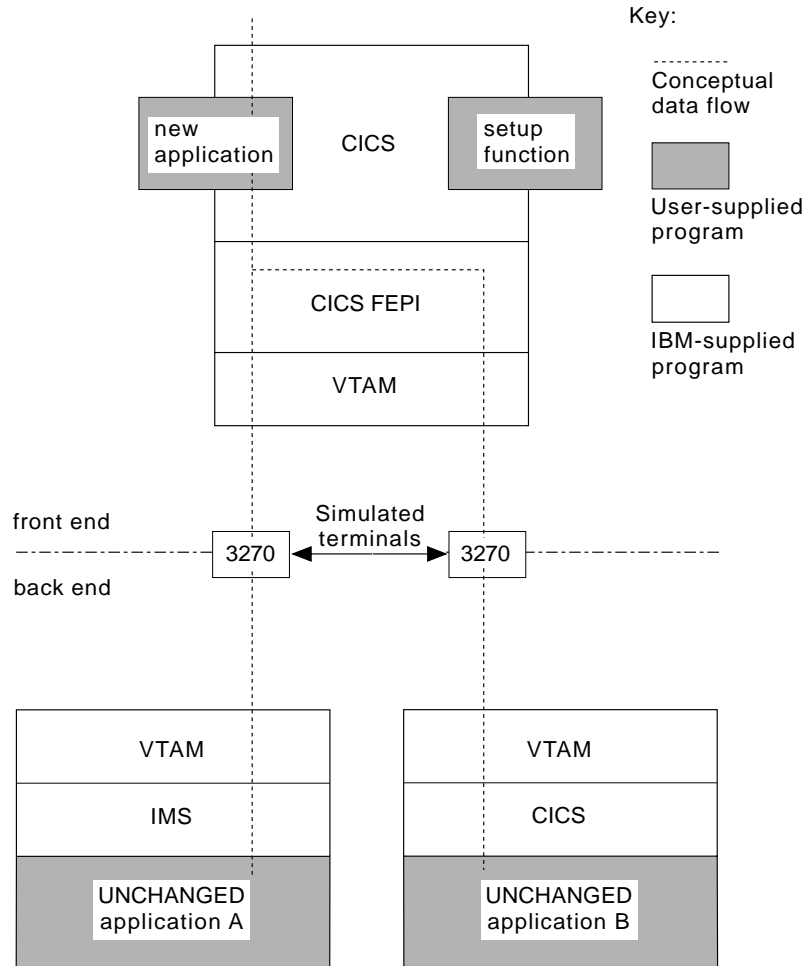 Key:
Conceptual
data flow
User-supplied
program
IBM-supplied
program
new
application
CICS
setup
function
CICS FEPI
VTAM
front end
Simulated
terminals
3270
3270
back end
VTAM
IMS
UNCHANGED
application A
VTAM
CICS
UNCHANGED
application B